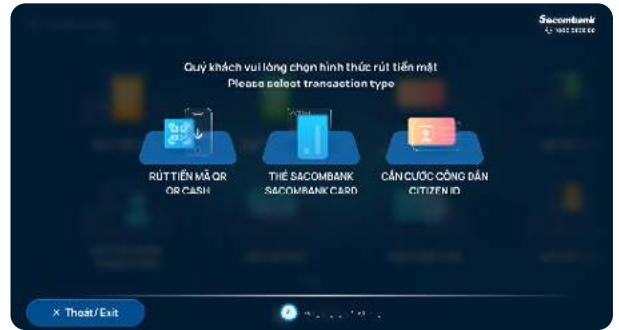 Sacombank
Quý khách vui lòng chọn hình thức rút tiền mặt
Please select transaction type
RÚT TIỀN MÃ QR
QR CASH
THẺ SACOMBANK
SACOMBANK CARD
CĂN CƯỚC CÔNG DÂN
CITIZEN ID
× Thoát/Exit